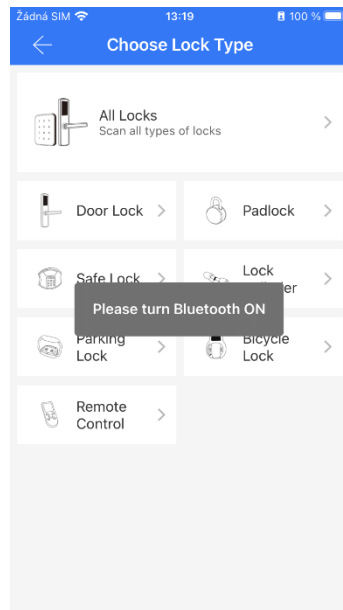 Žádná SIM 13:19 100 %
Choose Lock Type
All Locks
Scan all types of locks
Door Lock
Padlock
Safe Lock
Lock
er
Please turn Bluetooth ON
Parking
Lock
Bicycle
Lock
Remote
Control